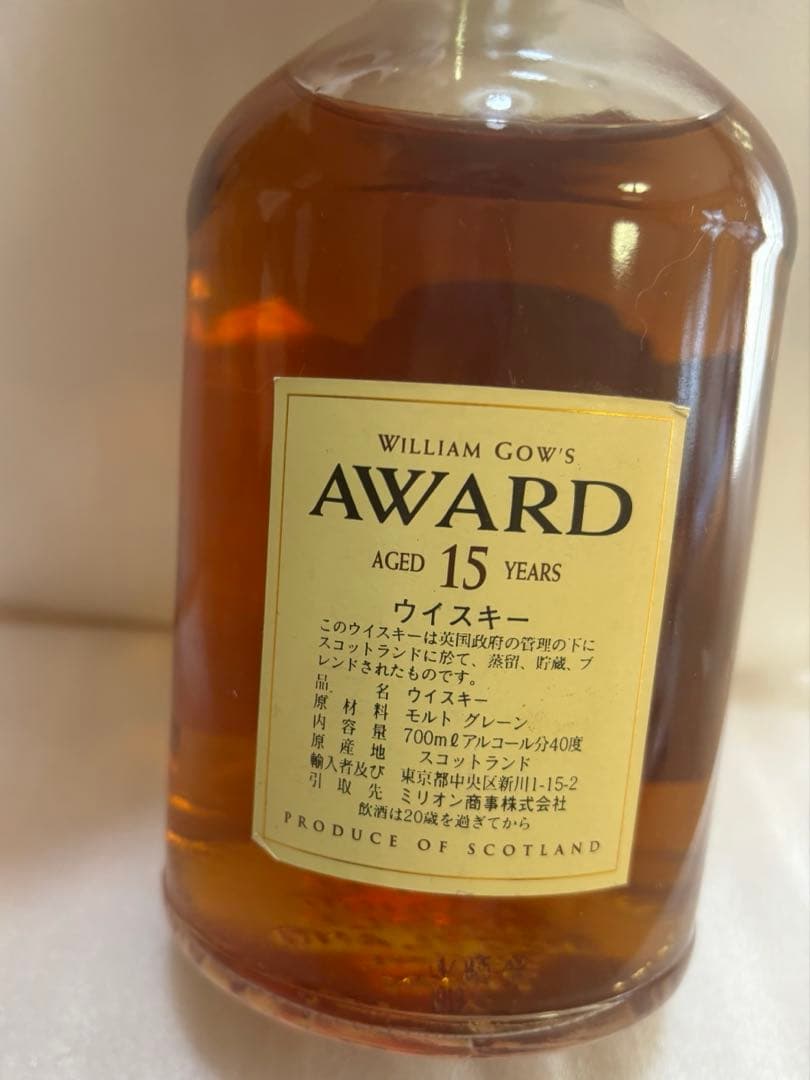 WILLIAM GOW'S
AWARD
AGED 15 YEARS
ウイスキー
このウイスキーは英国政府の管理の下に
スコットランドに於て、蒸留、貯蔵、ブ
レンドされたものです。
品名 ウイスキー
原材料 モルト グレーン
内容量 700mℓアルコール分40度
原産地 スコットランド
輸入者及び 東京都中央区新川1-15-2
引取先 ミリオン商事株式会社
飲酒は20歳を過ぎてから
PRODUCE OF SCOTLAND